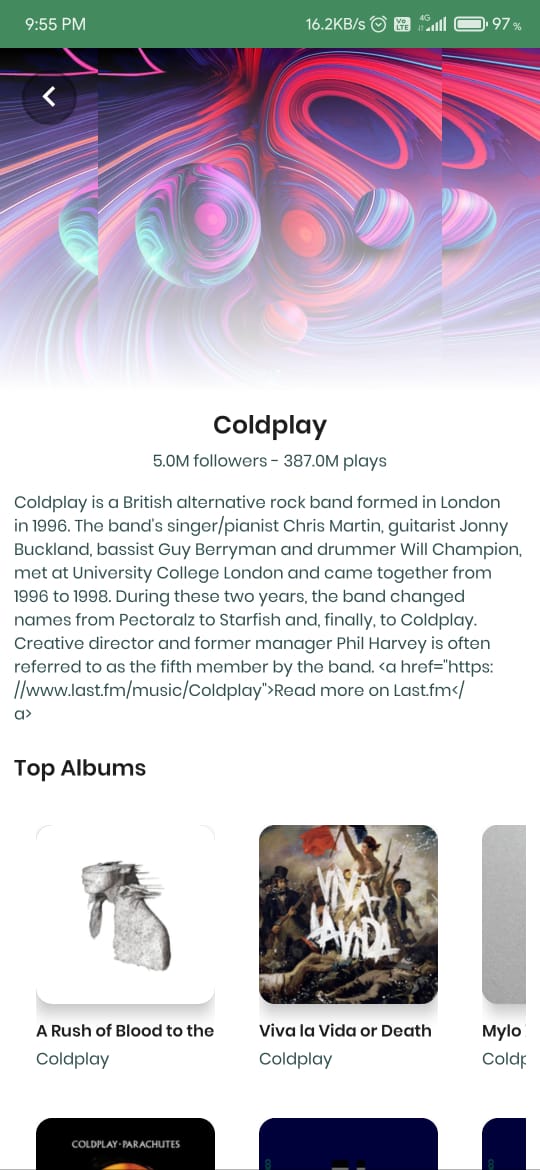 9:55 PM 16.2KB/s Vo LTE 4G 97 %
Coldplay
5.0M followers - 387.0M plays
Coldplay is a British alternative rock band formed in London
in 1996. The band's singer/pianist Chris Martin, guitarist Jonny
Buckland, bassist Guy Berryman and drummer Will Champion,
met at University College London and came together from
1996 to 1998. During these two years, the band changed
names from Pectoralz to Starfish and, finally, to Coldplay.
Creative director and former manager Phil Harvey is often
referred to as the fifth member by the band. <a href="https:
//www.last.fm/music/Coldplay">Read more on Last.fm</
a>
Top Albums
VIVA
LA VIDA
A Rush of Blood to the
Viva la Vida or Death
Mylo
Coldplay
Coldplay
Coldp
COLDPLAY·PARACHUTES